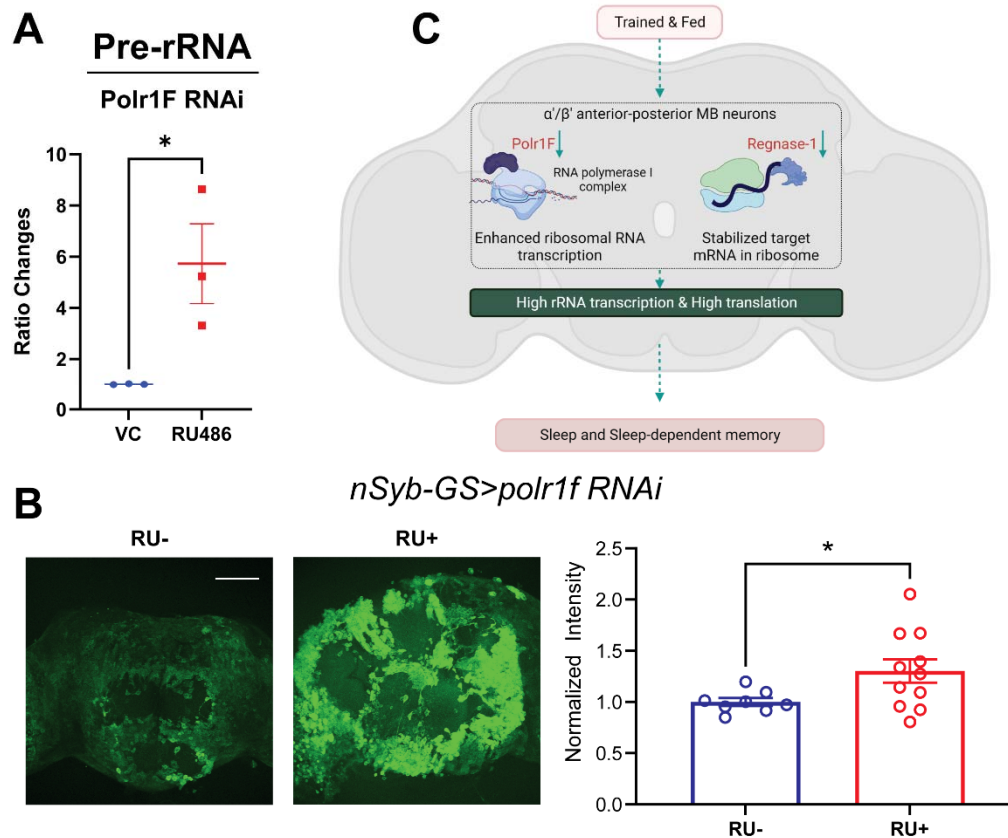 A
Pre-rRNA
Polr1F RNAi
*
10
8
6
4
2
0
Ratio Changes
VC
RU486
C
Trained & Fed
α'/β' anterior-posterior MB neurons
Polr1F
RNA polymerase I
complex
Enhanced ribosomal RNA
transcription
Regnase-1
Stabilized target
mRNA in ribosome
High rRNA transcription & High translation
Sleep and Sleep-dependent memory
B
nSyb-GS>polr1f RNAi
RU-
RU+
*
2.5
2.0
1.5
1.0
0.5
0.0
Normalized Intensity
RU-
RU+